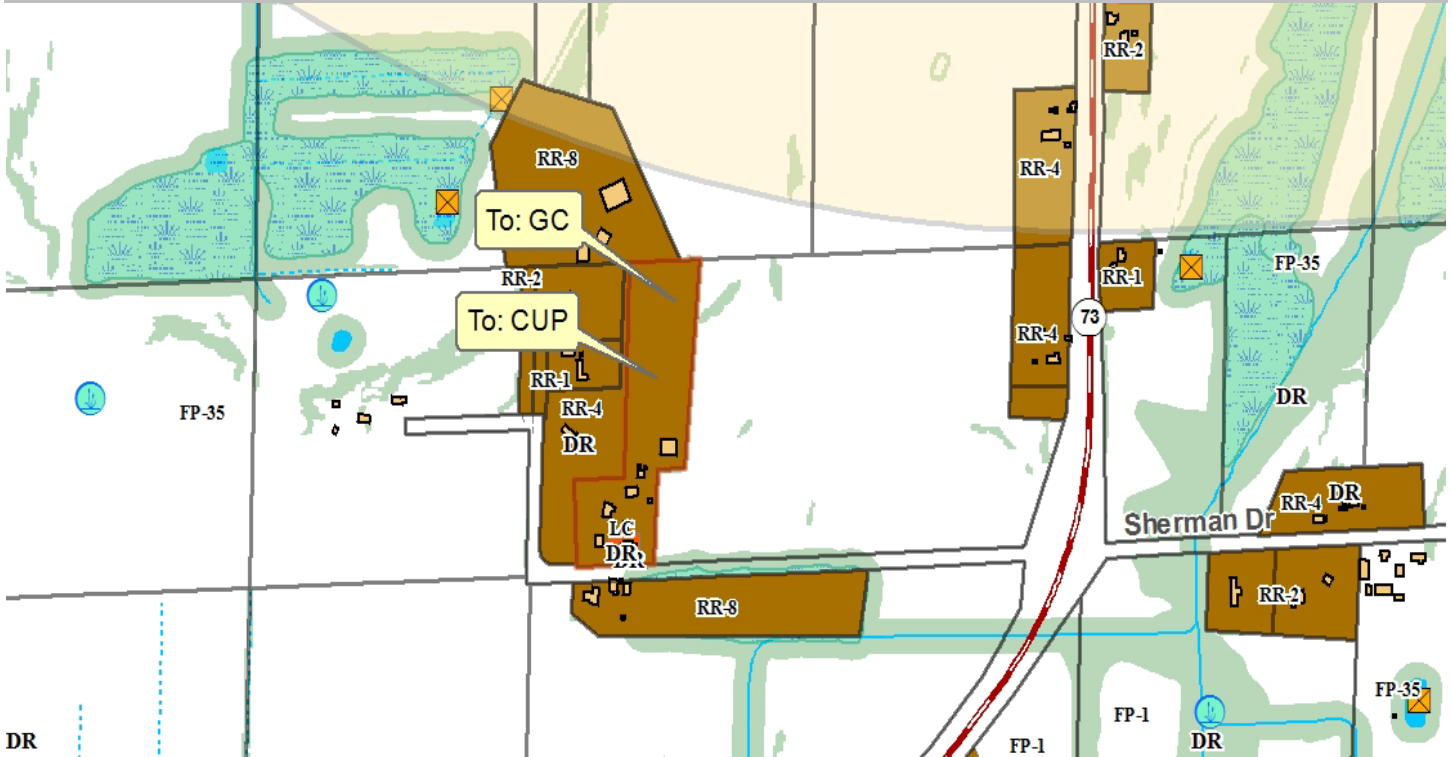 RR-2
RR-8
RR-4
To: GC
FP-35
RR-2
RR-1
To: CUP
73
RR-4
RR-1
DR
FP-35
RR-4
DR
DR
RR-4
Sherman Dr
LC
DR
RR-2
RR-8
FP-35
FP-1
DR
DR
FP-1